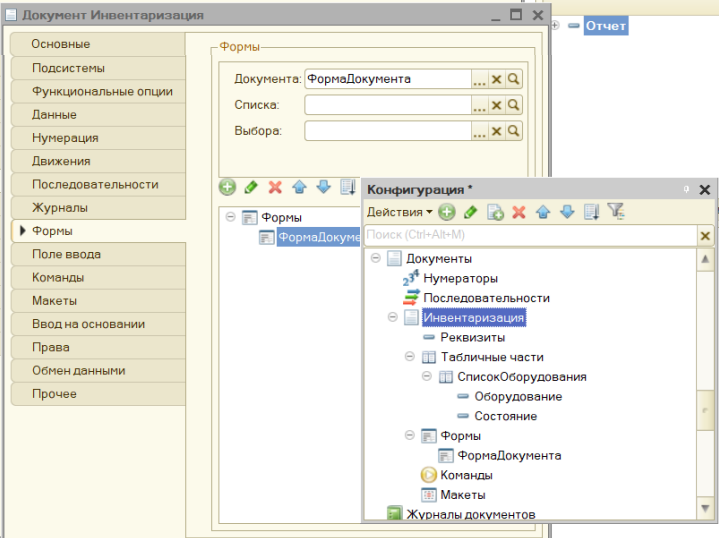 Документ Инвентаризация
Отчет
Основные
Подсистемы
Функциональные опции
Данные
Нумерация
Движения
Последовательности
Журналы
Формы
Поле ввода
Команды
Макеты
Ввод на основании
Права
Обмен данными
Прочее
Формы
Документа: ФормаДокумента
Списка:
Выбора:
Формы
ФормаДокуме
Конфигурация *
Действия
Поиск (Ctrl+Alt+M)
Документы
Нумераторы
Последовательности
Инвентаризация
Реквизиты
Табличные части
СписокОборудования
Оборудование
Состояние
Формы
ФормаДокумента
Команды
Макеты
Журналы документов